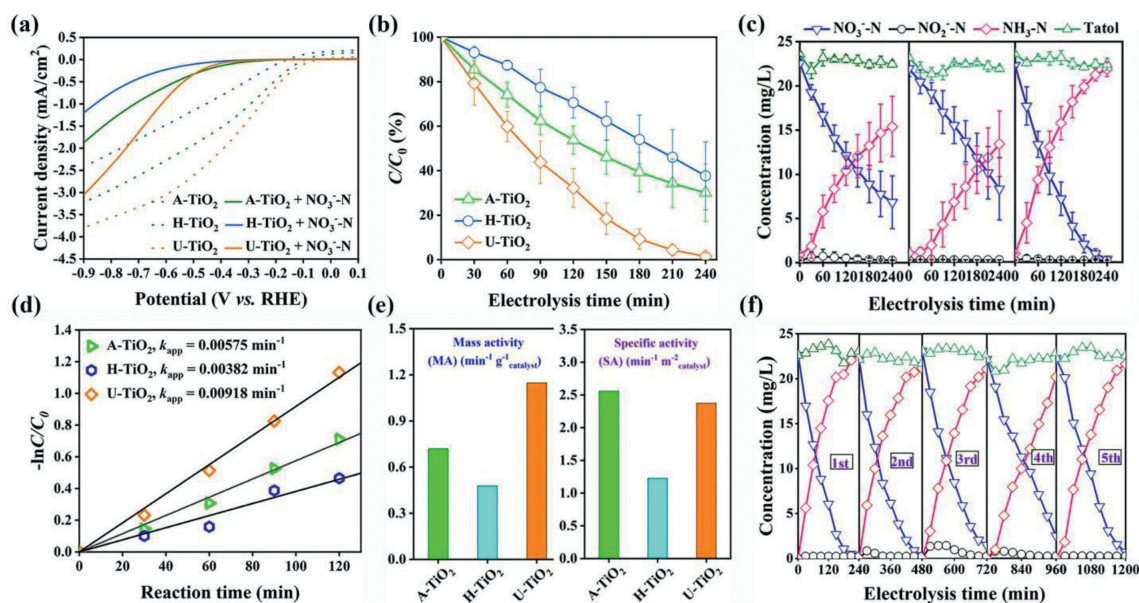 (a)
Current density (mA/cm²)
0.5
0.0
-0.5
-1.0
-1.5
-2.0
-2.5
-3.0
-3.5
-4.0
-4.5
A-TiO₂ A-TiO₂ + NO₃⁻-N
H-TiO₂ H-TiO₂ + NO₃⁻-N
U-TiO₂ U-TiO₂ + NO₃⁻-N
-0.9 -0.7 -0.5 -0.3 -0.1 0.1
Potential (V vs. RHE)
(b)
C/C₀ (%)
100
80
60
40
20
0
A-TiO₂
H-TiO₂
U-TiO₂
0 30 60 90 120 150 180 210 240
Electrolysis time (min)
(c)
NO₃⁻-N NO₂⁻-N NH₃-N Tatol
Concentration (mg/L)
25
20
15
10
5
0
0 60 120180240 0 60 120180240 0 60 120180240
Electrolysis time (min)
(d)
-lnC/C₀
1.4
1.2
1.0
0.8
0.6
0.4
0.2
0.0
A-TiO₂, kapp = 0.00575 min⁻¹
H-TiO₂, kapp = 0.00382 min⁻¹
U-TiO₂, kapp = 0.00918 min⁻¹
0 20 40 60 80 100 120
Reaction time (min)
(e)
1.5
1.2
0.9
0.6
0.3
0.0
Mass activity
(MA) (min⁻¹ g⁻¹catalyst)
A-TiO₂ H-TiO₂ U-TiO₂
3.5
3.0
2.5
2.0
1.5
1.0
0.5
0.0
Specific activity
(SA) (min⁻¹ m⁻²catalyst)
A-TiO₂ H-TiO₂ U-TiO₂
(f)
Concentration (mg/L)
25
20
15
10
5
0
1st 2nd 3rd 4th 5th
0 120 240 360 480 600 720 840 960 1080 1200
Electrolysis time (min)